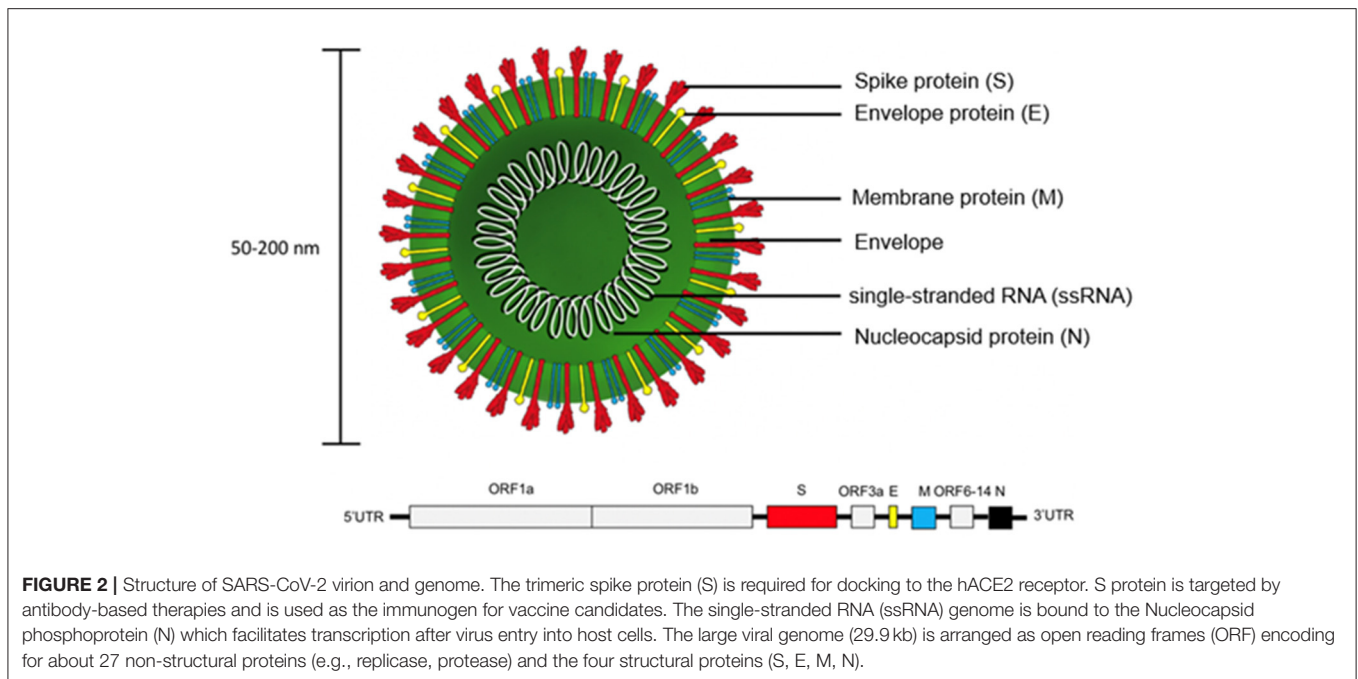 Spike protein (S)
Envelope protein (E)
Membrane protein (M)
50-200 nm
Envelope
single-stranded RNA (ssRNA)
Nucleocapsid protein (N)
ORF1a ORF1b S ORF3a E M ORF6-14 N
5'UTR 3'UTR
FIGURE 2 | Structure of SARS-CoV-2 virion and genome. The trimeric spike protein (S) is required for docking to the hACE2 receptor. S protein is targeted by
antibody-based therapies and is used as the immunogen for vaccine candidates. The single-stranded RNA (ssRNA) genome is bound to the Nucleocapsid
phosphoprotein (N) which facilitates transcription after virus entry into host cells. The large viral genome (29.9 kb) is arranged as open reading frames (ORF) encoding
for about 27 non-structural proteins (e.g., replicase, protease) and the four structural proteins (S, E, M, N).